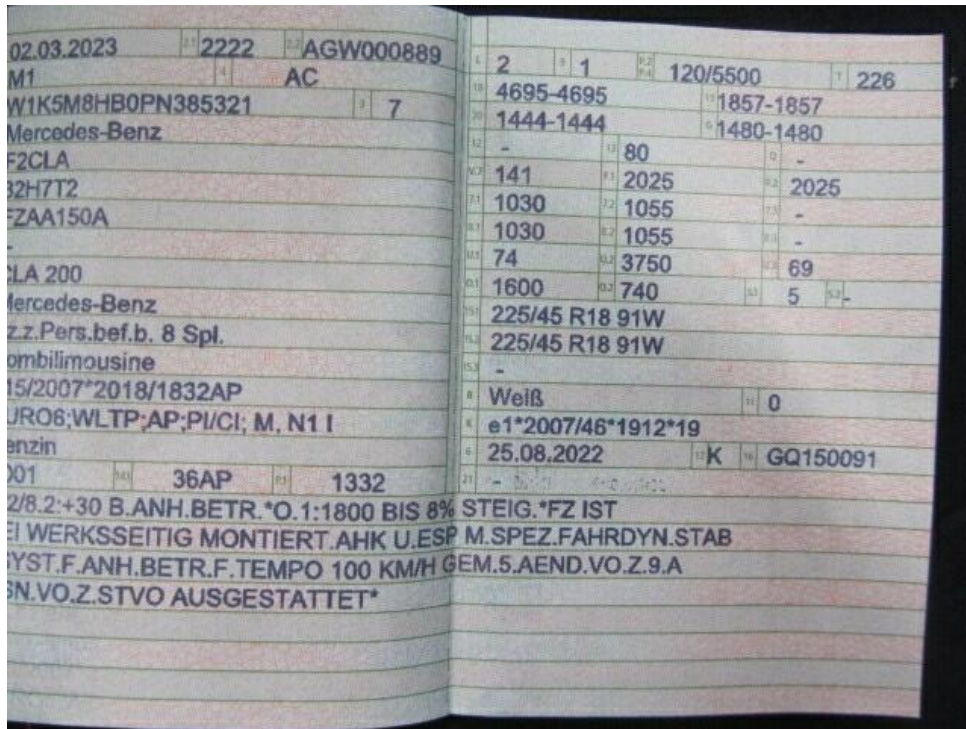 02.03.2023 2.1 2222 2.2 AGW000889
M1 4 AC
W1K5M8HB0PN385321 3 7
Mercedes-Benz
F2CLA
32H7T2
FZAA150A
-
CLA 200
Mercedes-Benz
z.z.Pers.bef.b. 8 Spl.
ombilimousine
15/2007*2018/1832AP
URO6;WLTP;AP;PI/CI; M, N1 I
enzin
001 14.1 36AP P.1 1332
L 2 9 1 P.2 P.4 120/5500 T 226
18 4695-4695 19 1857-1857
20 1444-1444 G 1480-1480
12 - 13 80 Q -
V.7 141 F.1 2025 F.2 2025
7.1 1030 7.2 1055 7.3 -
8.1 1030 8.2 1055 8.3 -
U.1 74 U.2 3750 U.3 69
O.1 1600 O.2 740 S.1 5 S.2 -
15.1 225/45 R18 91W
15.2 225/45 R18 91W
15.3 -
R Weiß 11 0
K e1*2007/46*1912*19
6 25.08.2022 17 K 16 GQ150091
21 -
2/8.2:+30 B.ANH.BETR.*O.1:1800 BIS 8% STEIG.*FZ IST
EI WERKSSEITIG MONTIERT.AHK U.ESP M.SPEZ.FAHRDYN.STAB
YST.F.ANH.BETR.F.TEMPO 100 KM/H GEM.5.AEND.VO.Z.9.A
SN.VO.Z.STVO AUSGESTATTET*